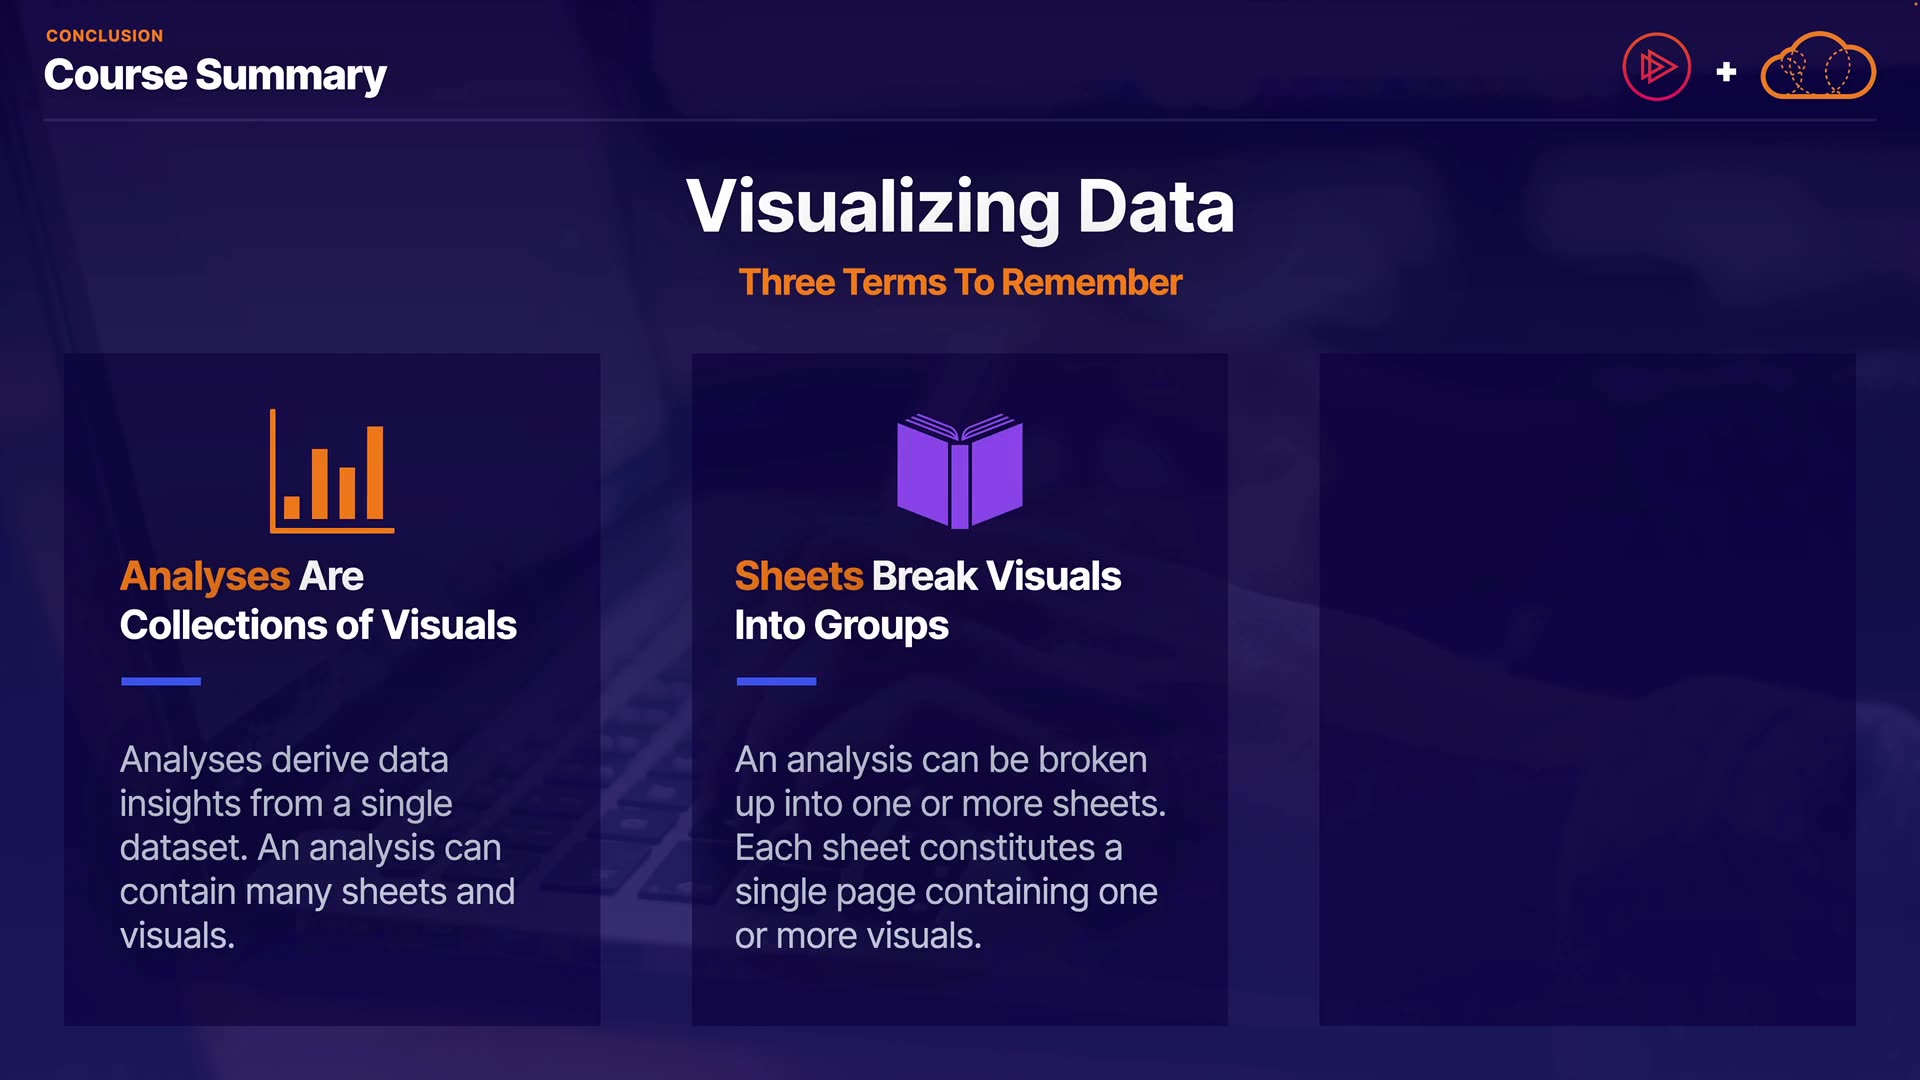 CONCLUSION
Course Summary
+
Visualizing Data
Three Terms To Remember
Analyses Are
Collections of Visuals
Analyses derive data
insights from a single
dataset. An analysis can
contain many sheets and
visuals.
Sheets Break Visuals
Into Groups
An analysis can be broken
up into one or more sheets.
Each sheet constitutes a
single page containing one
or more visuals.